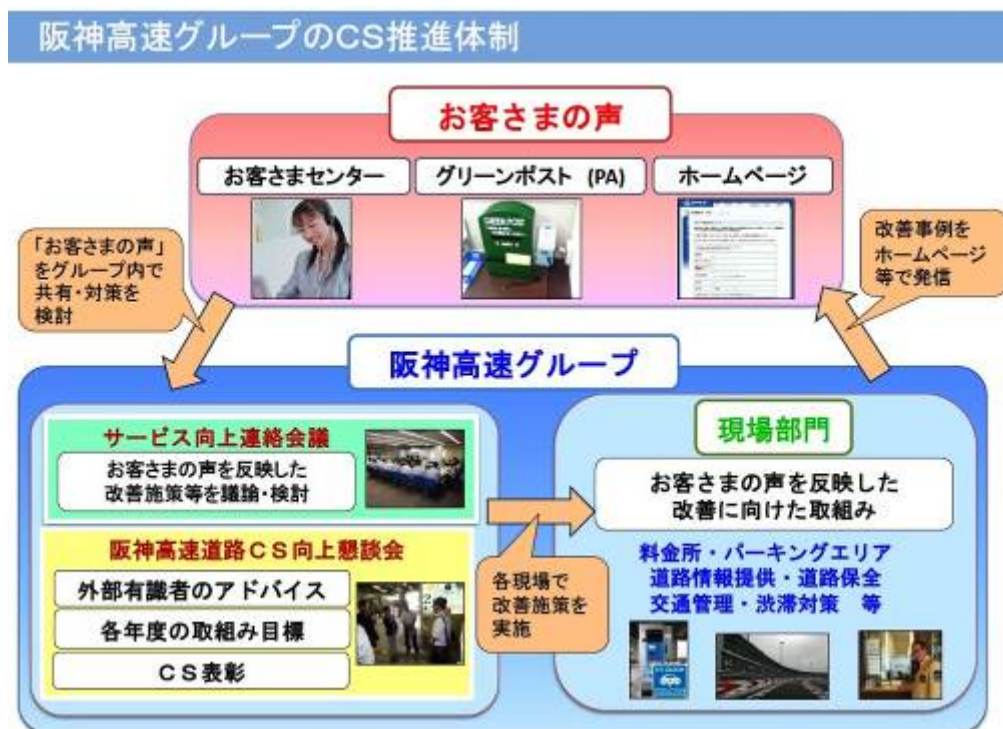 阪神高速グループのCS推進体制
お客さまの声
お客さまセンター
グリーンポスト (PA)
ホームページ
GREEN POST
「お客さまの声」
をグループ内で
共有・対策を
検討
改善事例を
ホームページ
等で発信
阪神高速グループ
サービス向上連絡会議
お客さまの声を反映した
改善施策等を議論・検討
阪神高速道路CS向上懇談会
外部有識者のアドバイス
各年度の取組み目標
CS表彰
各現場で
改善施策を
実施
現場部門
お客さまの声を反映した
改善に向けた取組み
料金所・パーキングエリア
道路情報提供・道路保全
交通管理・渋滞対策 等